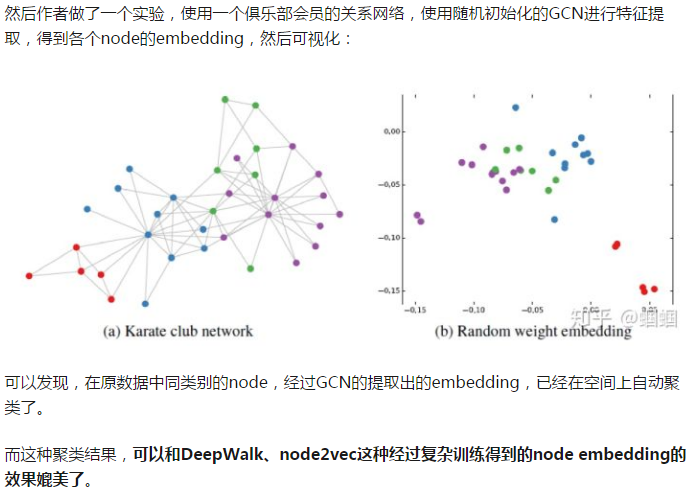 然后作者做了一个实验，使用一个俱乐部会员的关系网络，使用随机初始化的GCN进行特征提
取，得到各个node的embedding，然后可视化：
0.00
−0.05
−0.10
−0.15
−0.15
−0.10
−0.05
0.00
0.05
知乎 @蝈蝈
(a) Karate club network
(b) Random weight embedding
可以发现，在原数据中同类别的node，经过GCN的提取出的embedding，已经在空间上自动聚
类了。
而这种聚类结果，可以和DeepWalk、node2vec这种经过复杂训练得到的node embedding的
效果媲美了。